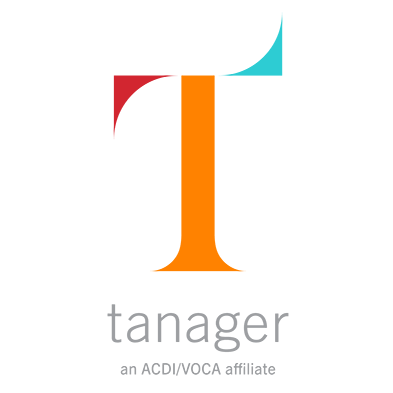 T
tanager
an ACDI/VOCA affiliate